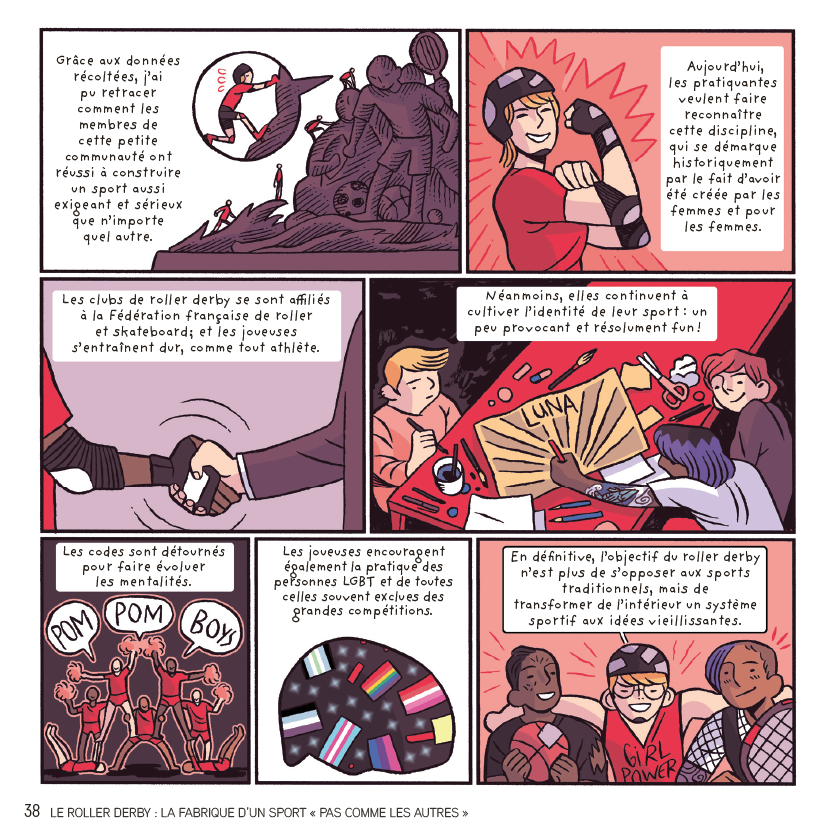 Grâce aux données
récoltées, j'ai
pu retracer
comment les
membres de
cette petite
communauté ont
réussi à construire
un sport aussi
exigeant et sérieux
que n'importe
quel autre.
Aujourd'hui,
les pratiquantes
veulent faire
reconnaître
cette discipline,
qui se démarque
historiquement
par le fait d'avoir
été créée par les
femmes et pour
les femmes.
Les clubs de roller derby se sont affiliés
à la Fédération française de roller
et skateboard; et les joueuses
s'entraînent dur, comme tout athlète.
Néanmoins, elles continuent à
cultiver l'identité de leur sport : un
peu provocant et résolument fun !
LUNA
Les codes sont détournés
pour faire évoluer
les mentalités.
POM
POM
BOYS
Les joueuses encouragent
également la pratique des
personnes LGBT et de toutes
celles souvent exclues des
grandes compétitions.
En définitive, l'objectif du roller derby
n'est plus de s'opposer aux sports
traditionnels, mais de
transformer de l'intérieur un système
sportif aux idées vieillissantes.
GIRL
POWER
38 LE ROLLER DERBY : LA FABRIQUE D'UN SPORT « PAS COMME LES AUTRES »